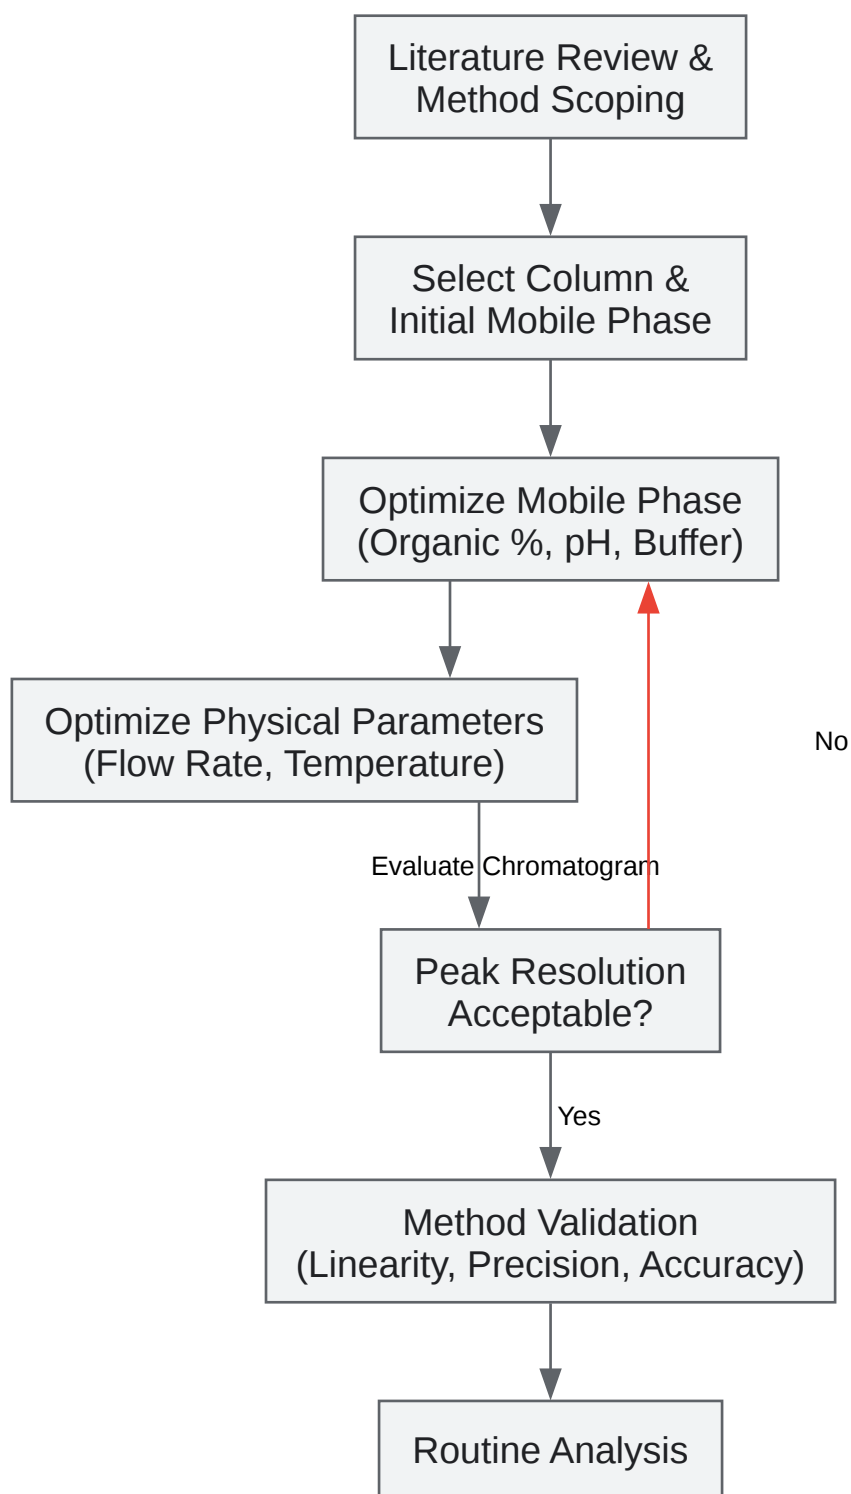 Literature Review &
Method Scoping
Select Column &
Initial Mobile Phase
Optimize Mobile Phase
(Organic %, pH, Buffer)
Optimize Physical Parameters
(Flow Rate, Temperature)
No
Evaluate Chromatogram
Peak Resolution
Acceptable?
Yes
Method Validation
(Linearity, Precision, Accuracy)
Routine Analysis